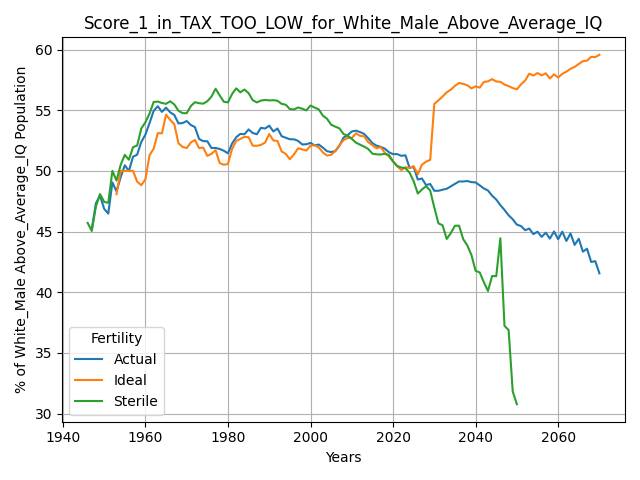 Score_1_in_TAX_TOO_LOW_for_White_Male_Above_Average_IQ
% of White_Male Above_Average_IQ Population
60
55
50
45
40
35
30
Fertility
Actual
Ideal
Sterile
1940 1960 1980 2000 2020 2040 2060
Years